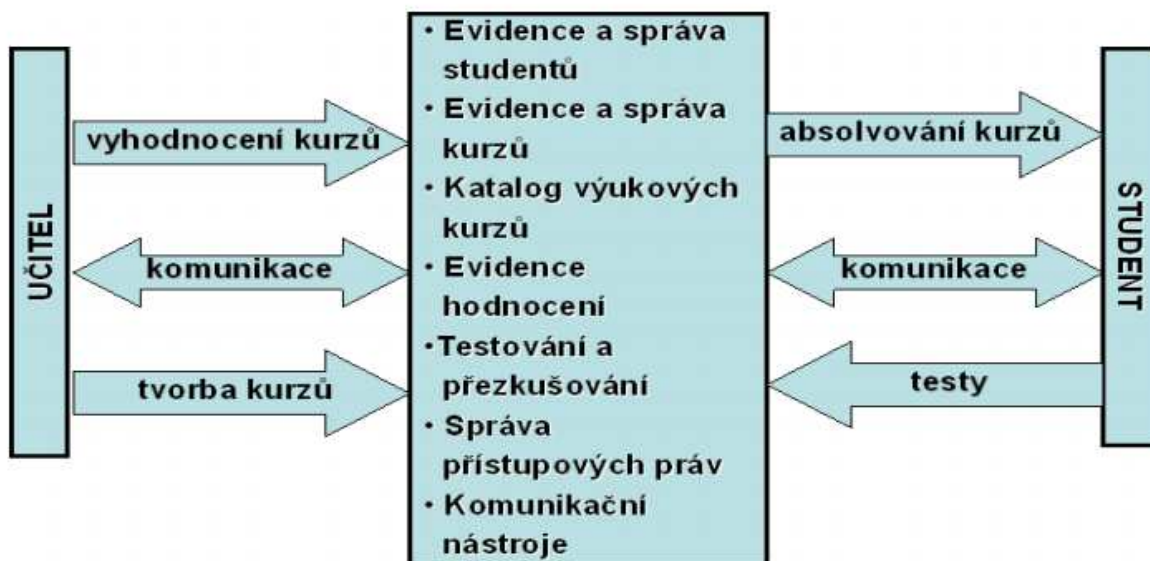 UČITEL
vyhodnocení kurzů
komunikace
tvorba kurzů
• Evidence a správa
studentů
• Evidence a správa
kurzů
• Katalog výukových
kurzů
• Evidence
hodnocení
•Testování a
přezkušování
• Správa
přístupových práv
• Komunikační
nástroje
absolvování kurzů
komunikace
testy
STUDENT